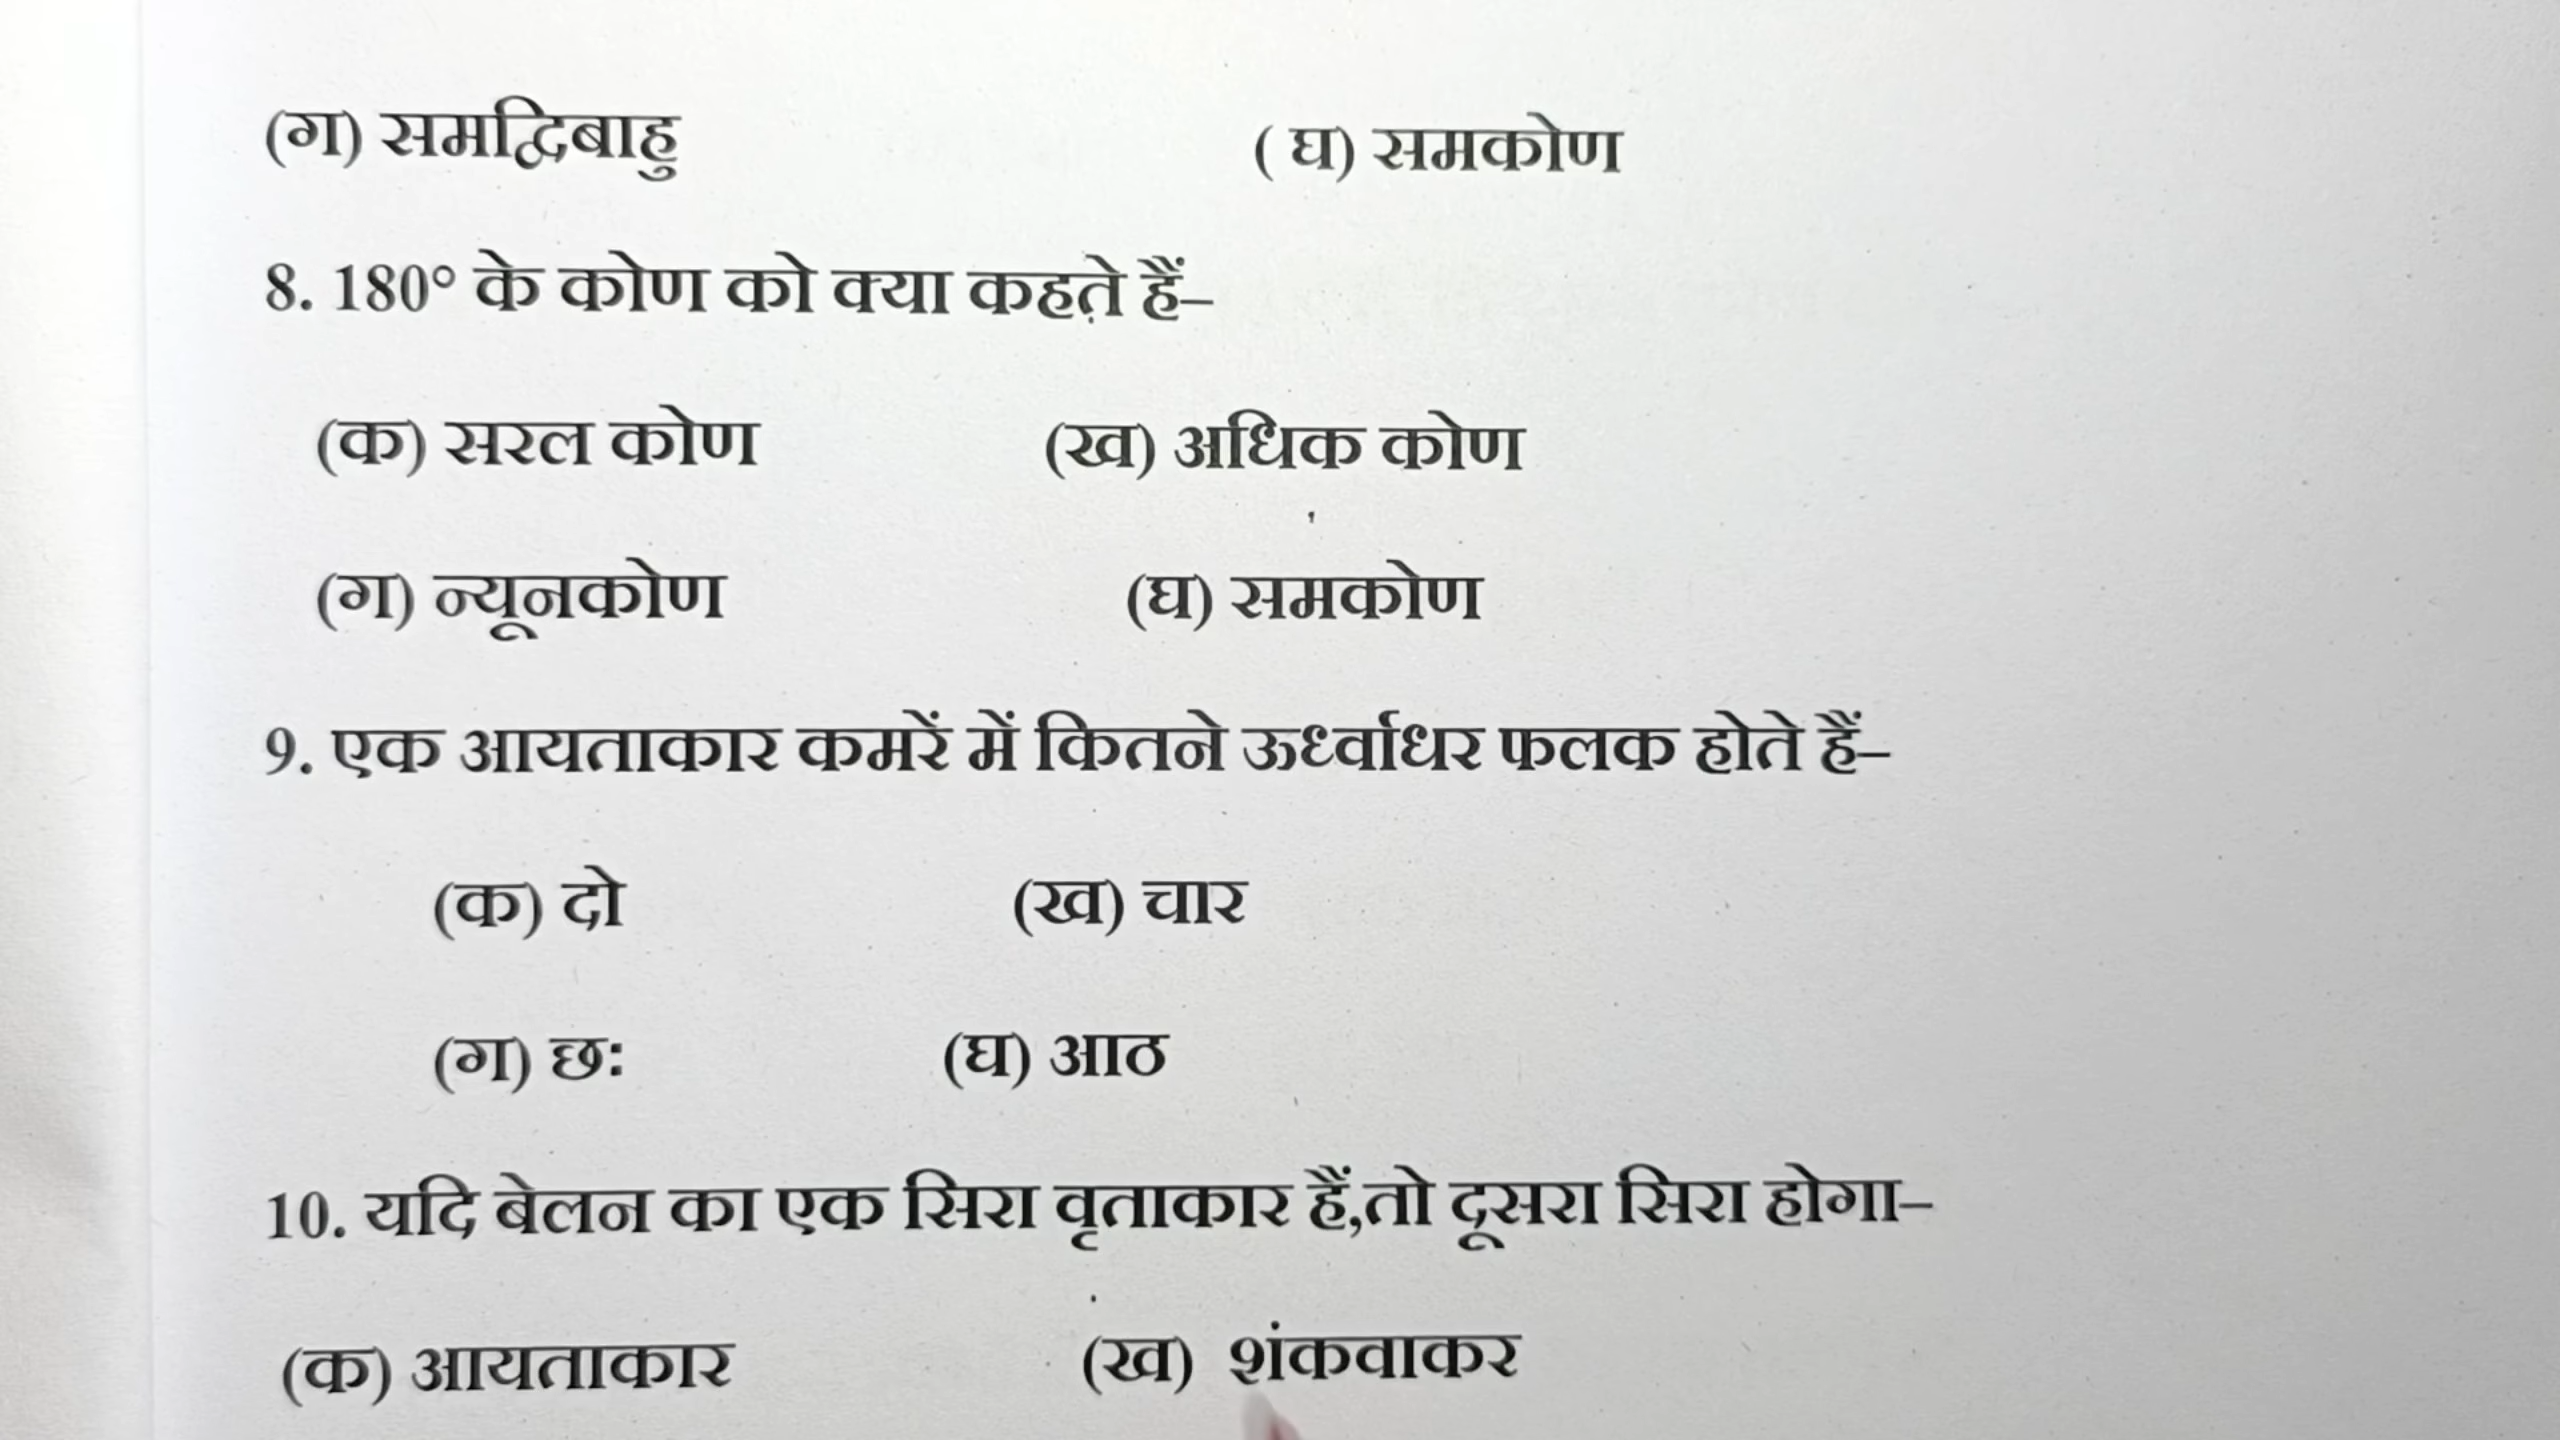 (ग) समद्विबाहु ( घ) समकोण
8. 180° के कोण को क्या कहते हैं–
(क) सरल कोण (ख) अधिक कोण
(ग) न्यूनकोण (घ) समकोण
9. एक आयताकार कमरें में कितने ऊर्ध्वाधर फलक होते हैं–
(क) दो (ख) चार
(ग) छः (घ) आठ
10. यदि बेलन का एक सिरा वृताकार हैं,तो दूसरा सिरा होगा–
(क) आयताकार (ख) शंकवाकर